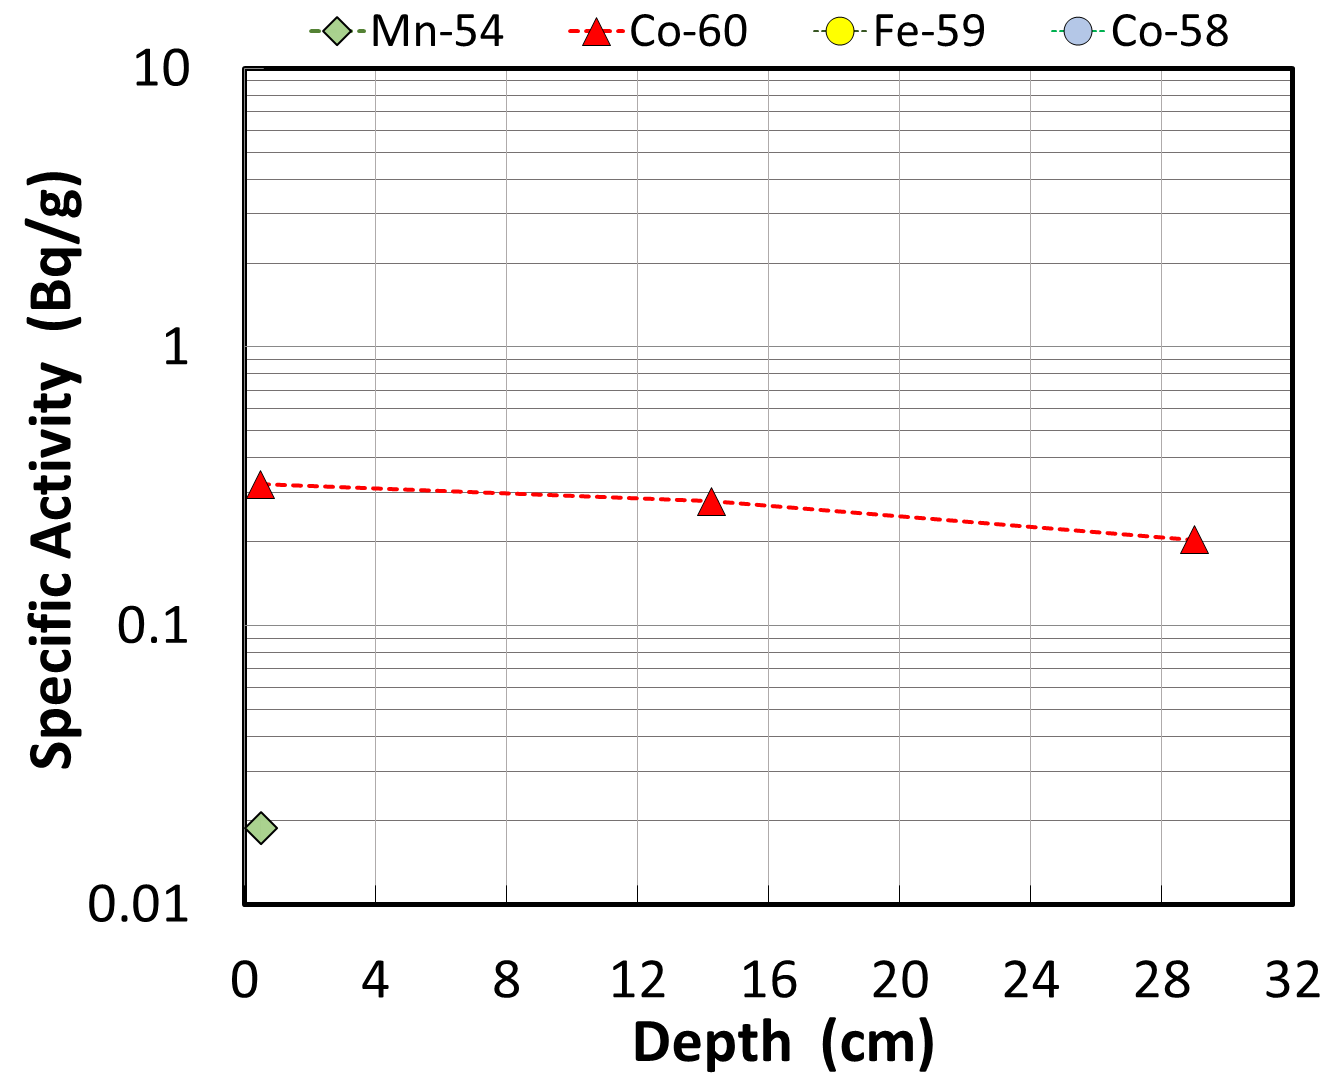 Mn-54 Co-60 Fe-59 Co-58
10
1
0.1
0.01
Specific Activity (Bq/g)
0 4 8 12 16 20 24 28 32
Depth (cm)